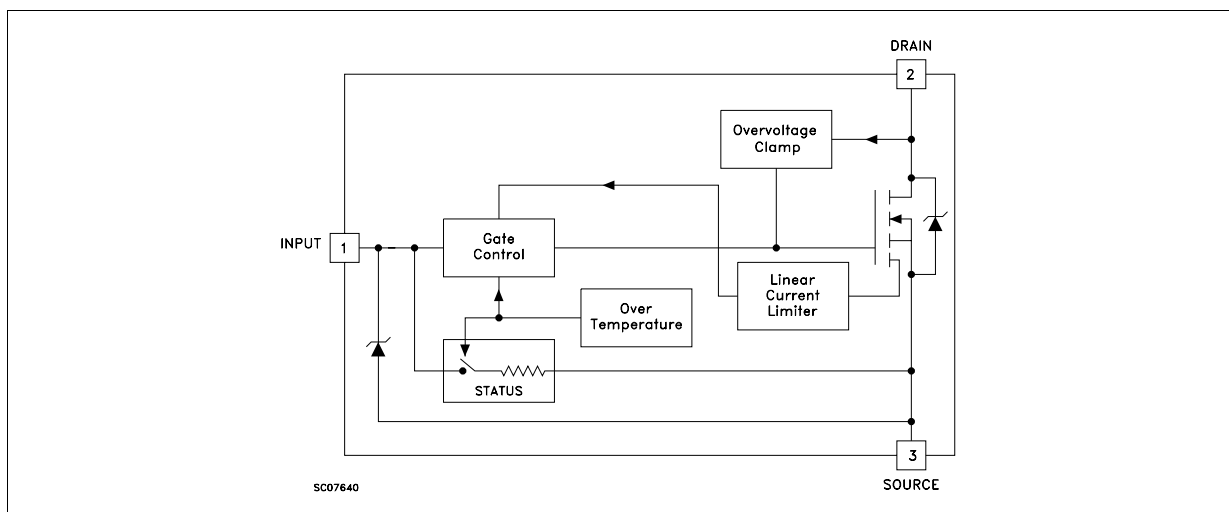 DRAIN
2
Overvoltage
Clamp
INPUT
1
Gate
Control
Linear
Current
Limiter
Over
Temperature
STATUS
3
SOURCE
SC07640